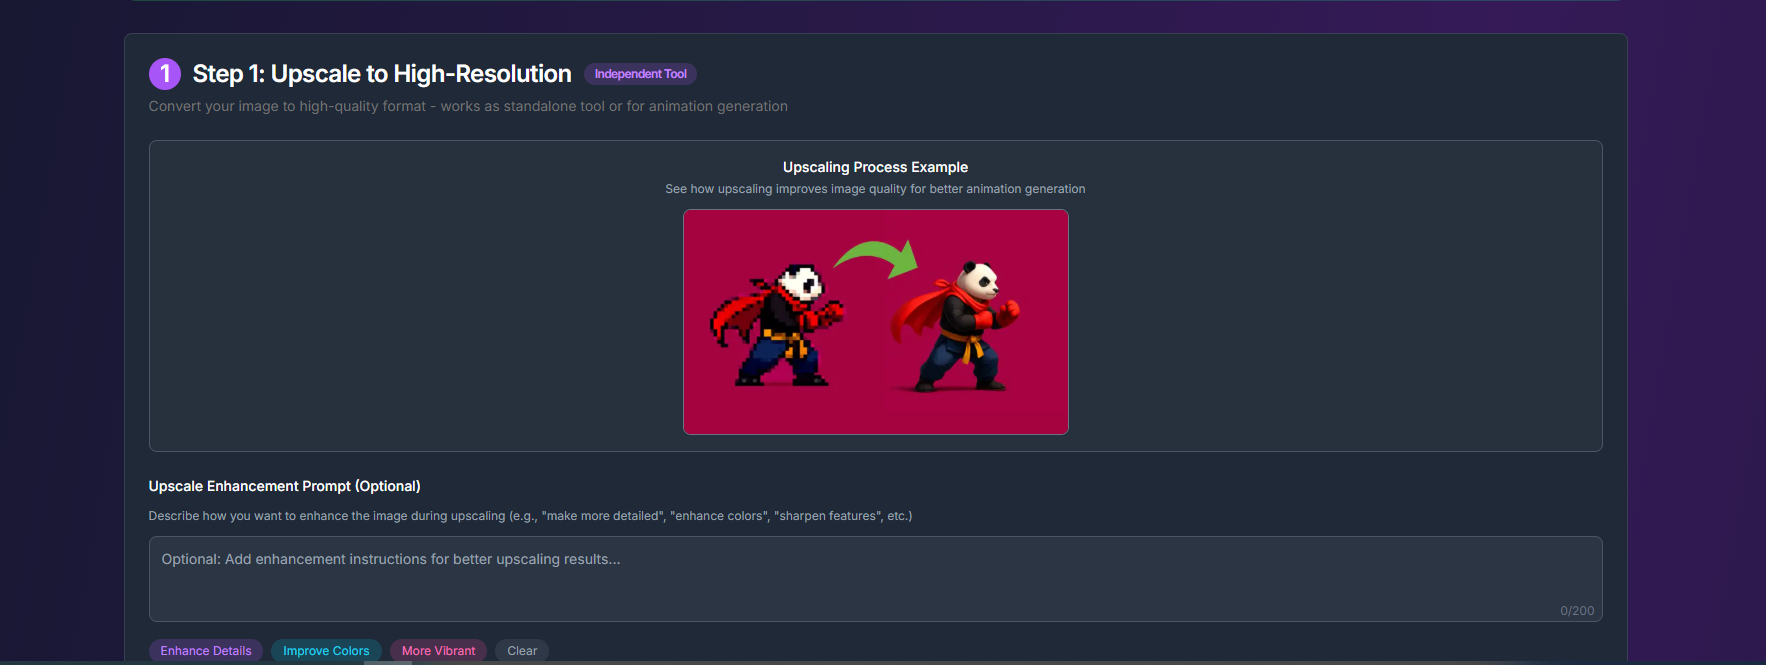 1
Step 1: Upscale to High-Resolution
Independent Tool
Convert your image to high-quality format - works as standalone tool or for animation generation
Upscaling Process Example
See how upscaling improves image quality for better animation generation
Upscale Enhancement Prompt (Optional)
Describe how you want to enhance the image during upscaling (e.g., "make more detailed", "enhance colors", "sharpen features", etc.)
Optional: Add enhancement instructions for better upscaling results...
0/200
Enhance Details
Improve Colors
More Vibrant
Clear